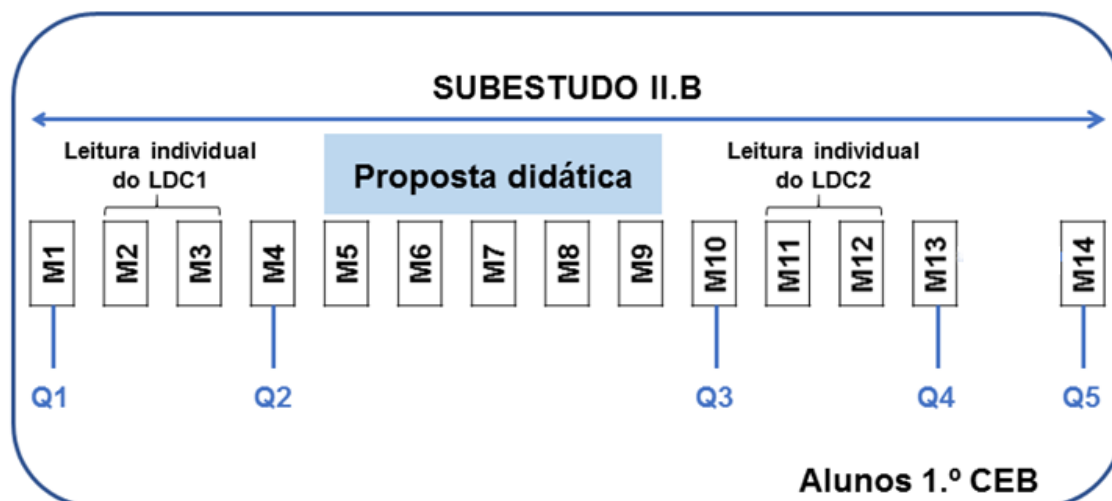 SUBESTUDO II.B
Leitura individual
do LDC1
Proposta didática
Leitura individual
do LDC2
M1
M2
M3
M4
M5
M6
M7
M8
M9
M10
M11
M12
M13
M14
Q1
Q2
Q3
Q4
Q5
Alunos 1.º CEB